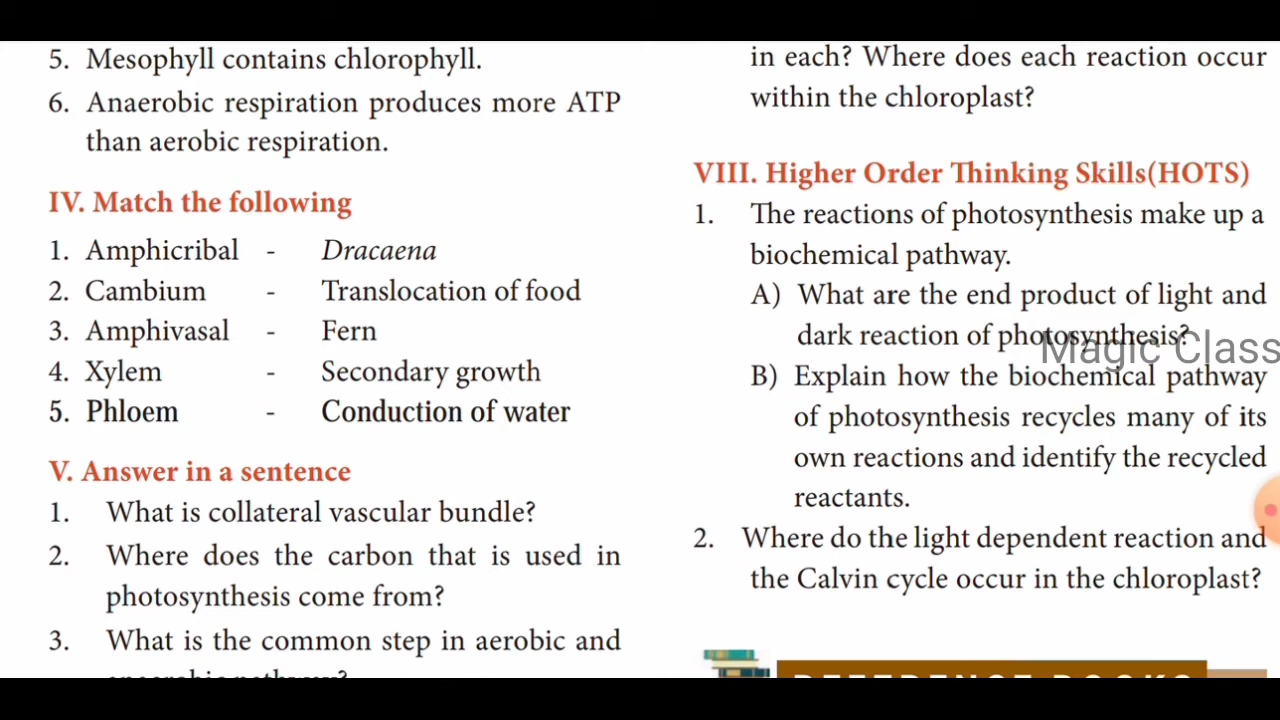 5. Mesophyll contains chlorophyll.
6. Anaerobic respiration produces more ATP
than aerobic respiration.
IV. Match the following
1. Amphicribal - Dracaena
2. Cambium - Translocation of food
3. Amphivasal - Fern
4. Xylem - Secondary growth
5. Phloem - Conduction of water
V. Answer in a sentence
1. What is collateral vascular bundle?
2. Where does the carbon that is used in
photosynthesis come from?
3. What is the common step in aerobic and
anaerobic pathway?
in each? Where does each reaction occur
within the chloroplast?
VIII. Higher Order Thinking Skills(HOTS)
1. The reactions of photosynthesis make up a
biochemical pathway.
A) What are the end product of light and
dark reaction of photosynthesis?
Magic Class
B) Explain how the biochemical pathway
of photosynthesis recycles many of its
own reactions and identify the recycled
reactants.
2. Where do the light dependent reaction and
the Calvin cycle occur in the chloroplast?
REFERENCE BOOKS